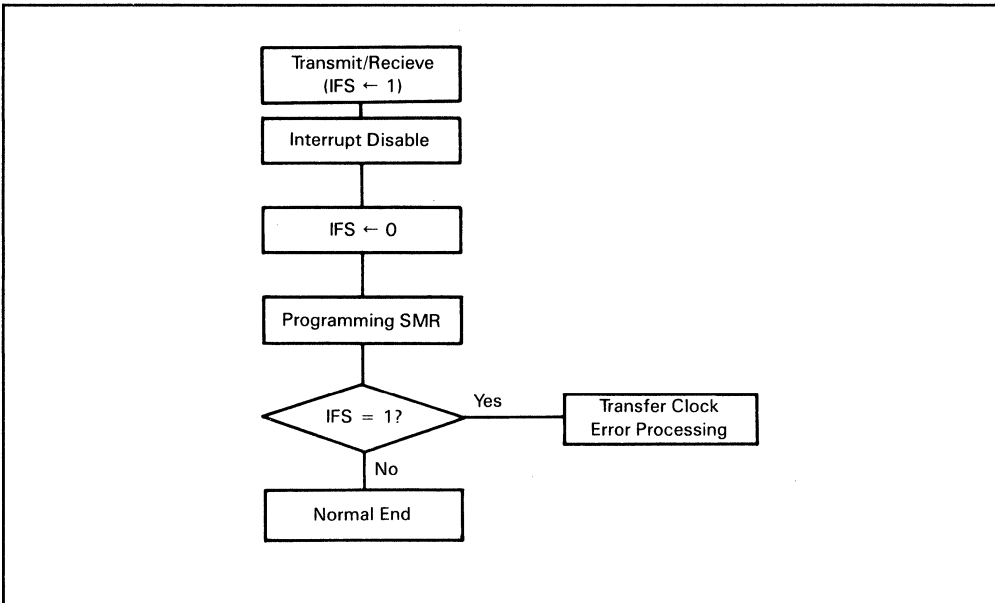 Transmit/Recieve
(IFS ← 1)
Interrupt Disable
IFS ← 0
Programming SMR
IFS = 1?
Yes
Transfer Clock
Error Processing
No
Normal End